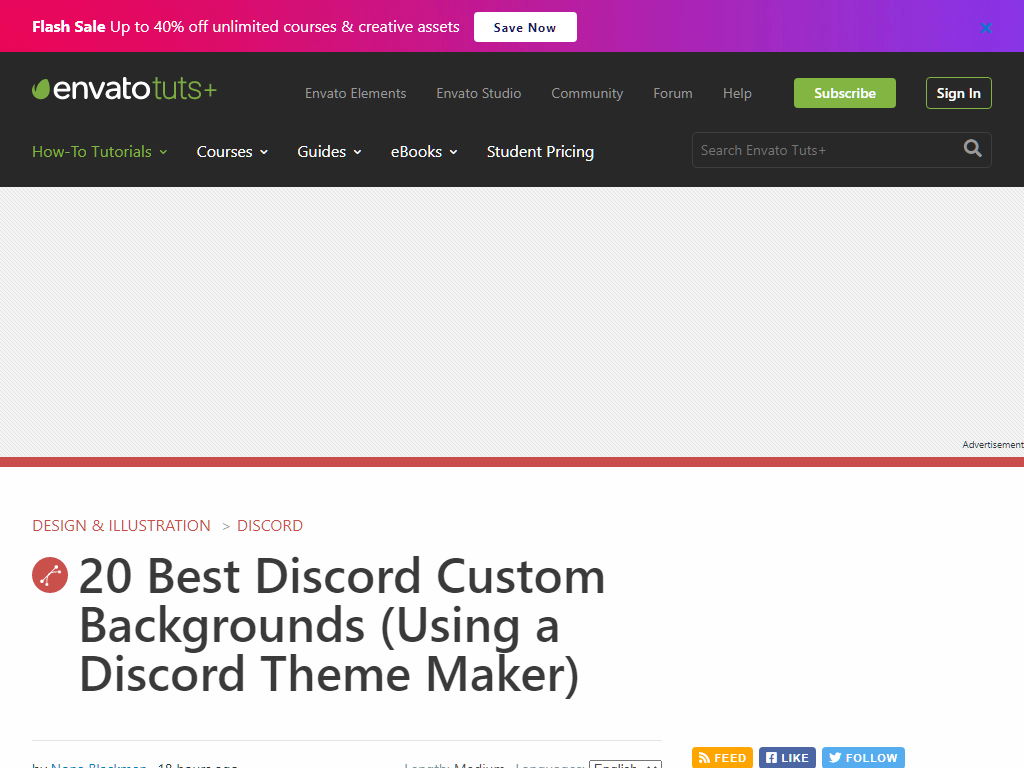 Flash Sale Up to 40% off unlimited courses & creative assets Save Now
envatotuts+ Envato Elements Envato Studio Community Forum Help Subscribe Sign In
How-To Tutorials Courses Guides eBooks Student Pricing Search Envato Tuts+
Advertisement
DESIGN & ILLUSTRATION > DISCORD
20 Best Discord Custom
Backgrounds (Using a
Discord Theme Maker)
FEED LIKE FOLLOW
by Nona Blackman 18 hours ago Length: Medium Languages: English